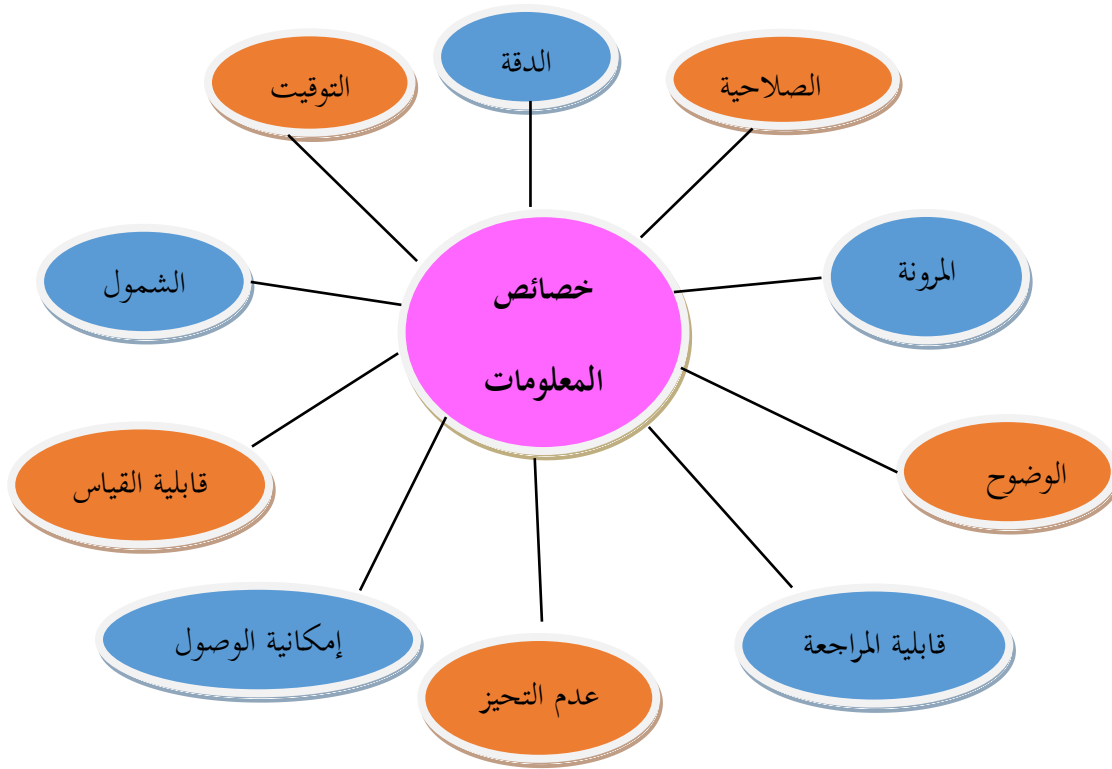 الصلاحية
الدقة
التوقيت
المرونة
خصائص
المعلومات
الشمول
الوضوح
قابلية القياس
قابلية المراجعة
إمكانية الوصول
عدم التحيز